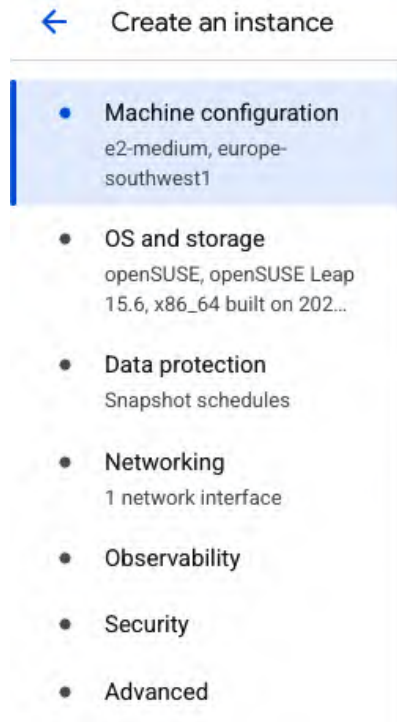 Create an instance
Machine configuration
e2-medium, europe-
southwest1
OS and storage
openSUSE, openSUSE Leap
15.6, x86_64 built on 202...
Data protection
Snapshot schedules
Networking
1 network interface
Observability
Security
Advanced